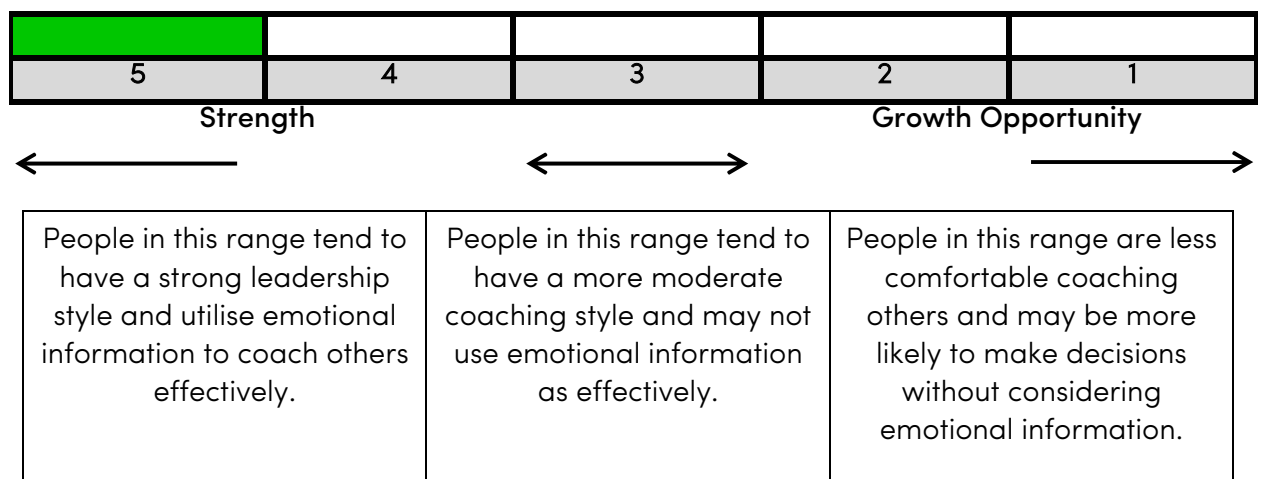 5 4 3 2 1
Strength Growth Opportunity
People in this range tend to
have a strong leadership
style and utilise emotional
information to coach others
effectively.
People in this range tend to
have a more moderate
coaching style and may not
use emotional information
as effectively.
People in this range are less
comfortable coaching
others and may be more
likely to make decisions
without considering
emotional information.